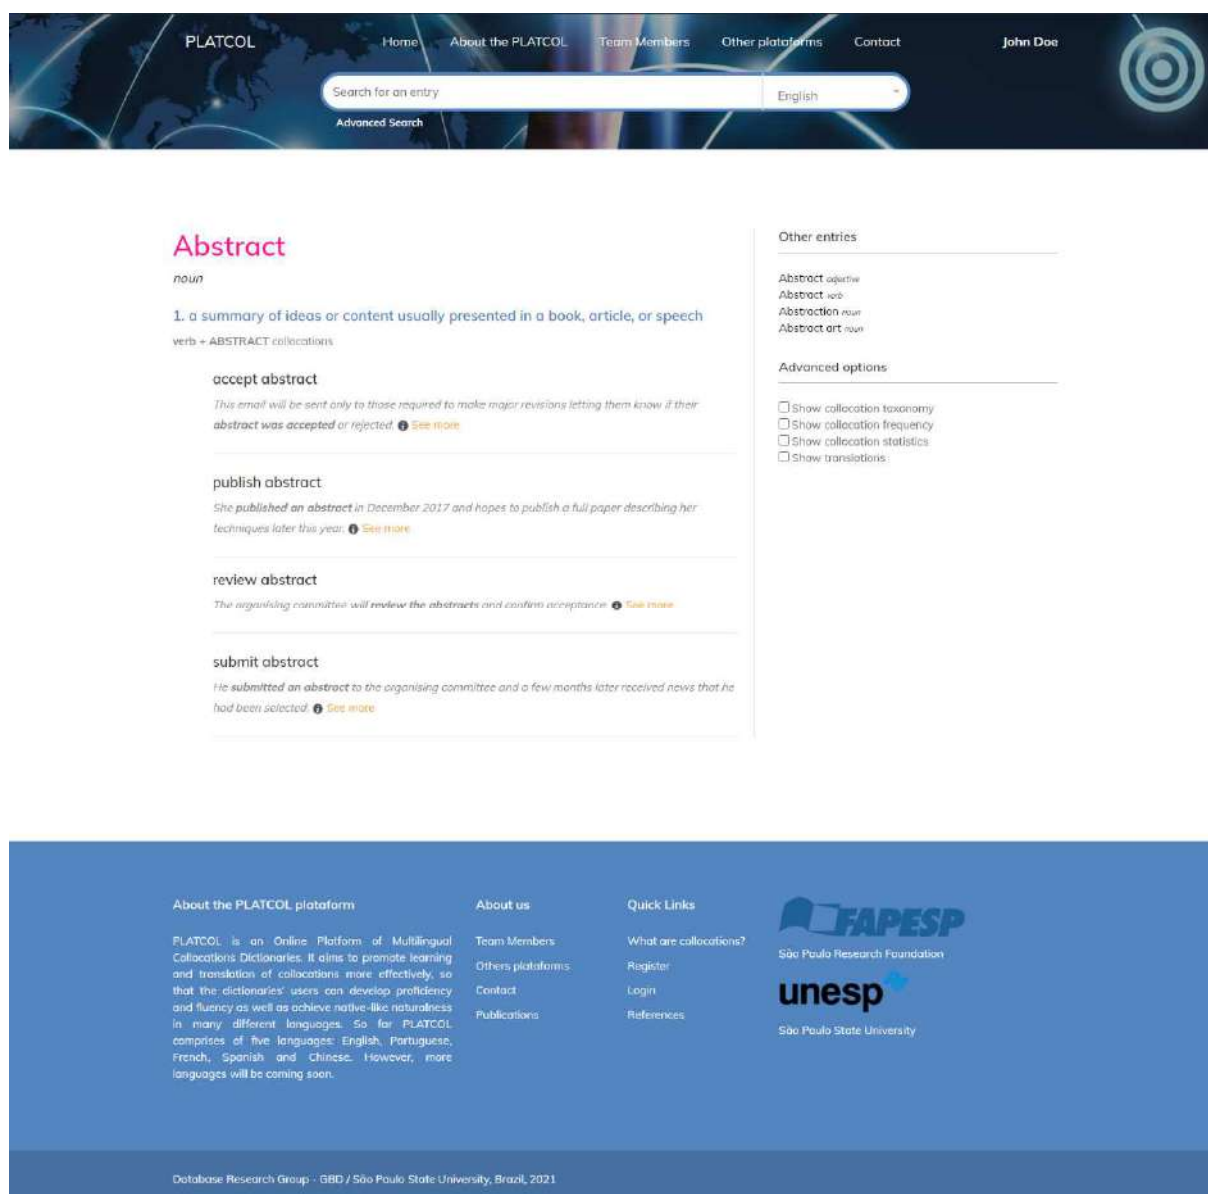 PLATCOL Home About the PLATCOL Team Members Other plataforms Contact John Doe
Search for an entry English
Advanced Search
Abstract
noun
1. a summary of ideas or content usually presented in a book, article, or speech
verb + ABSTRACT collocations
accept abstract
This email will be sent only to those required to make major revisions letting them know if their
abstract was accepted or rejected. See more
publish abstract
She published an abstract in December 2017 and hopes to publish a full paper describing her
techniques later this year. See more
review abstract
The organising committee will review the abstracts and confirm acceptance. See more
submit abstract
He submitted an abstract to the organising committee and a few months later received news that he
had been selected. See more
Other entries
Abstract adjective
Abstract verb
Abstraction noun
Abstract art noun
Advanced options
Show collocation taxonomy
Show collocation frequency
Show collocation statistics
Show translations
About the PLATCOL plataform
PLATCOL is an Online Platform of Multilingual
Collocations Dictionaries. It aims to promote learning
and translation of collocations more effectively, so
that the dictionaries' users can develop proficiency
and fluency as well as achieve native-like naturalness
in many different languages. So far PLATCOL
comprises of five languages: English, Portuguese,
French, Spanish and Chinese. However, more
languages will be coming soon.
About us
Team Members
Others plataforms
Contact
Publications
Quick Links
What are collocations?
Register
Login
References
FAPESP
São Paulo Research Foundation
unesp
São Paulo State University
Database Research Group - GBD / São Paulo State University, Brazil, 2021